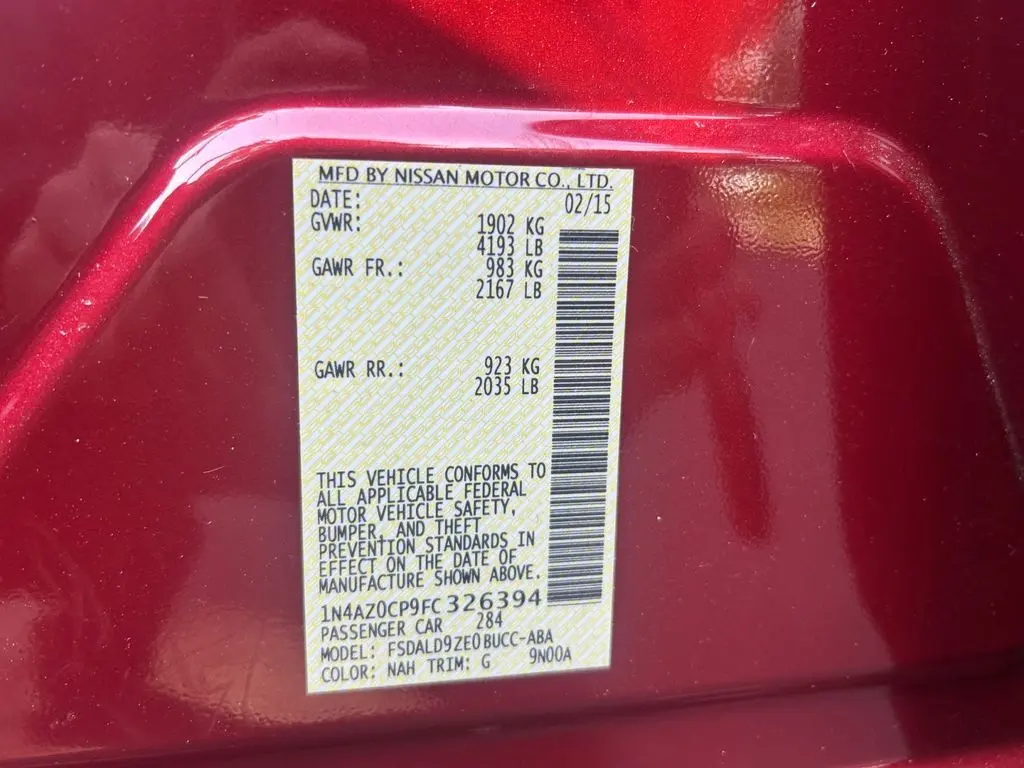 MFD BY NISSAN MOTOR CO., LTD.
DATE: 02/15
GVWR: 1902 KG
4193 LB
GAWR FR.: 983 KG
2167 LB
GAWR RR.: 923 KG
2035 LB
THIS VEHICLE CONFORMS TO
ALL APPLICABLE FEDERAL
MOTOR VEHICLE SAFETY,
BUMPER, AND THEFT
PREVENTION STANDARDS IN
EFFECT ON THE DATE OF
MANUFACTURE SHOWN ABOVE.
1N4AZ0CP9FC326394
PASSENGER CAR 284
MODEL: FSDALD9ZE0BUCC-ABA
COLOR: NAH TRIM: G 9N00A